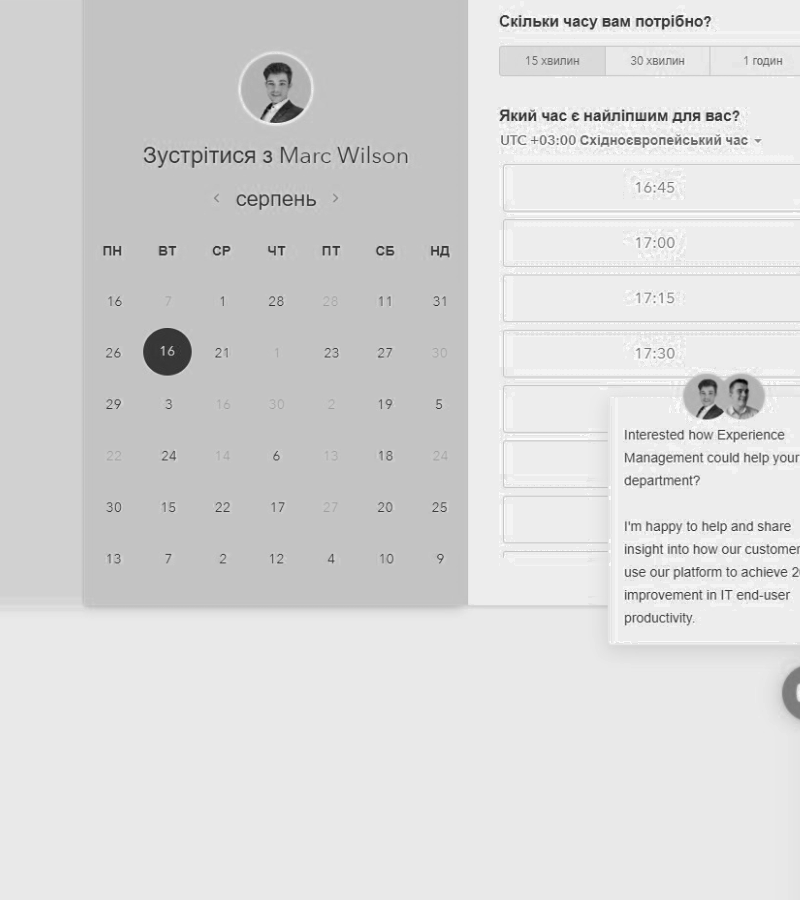 Зустрітися з Marc Wilson
серпень
ПН ВТ СР ЧТ ПТ СБ НД
16 7 1 28 28 11 31
26 16 21 1 23 27 30
29 3 16 30 2 19 5
22 24 14 6 13 18 24
30 15 22 17 27 20 25
13 7 2 12 4 10 9
Скільки часу вам потрібно?
15 хвилин 30 хвилин 1 годин
Який час є найліпшим для вас?
UTC +03:00 Східноєвропейський час
16:45
17:00
17:15
17:30
Interested how Experience
Management could help your
department?
I'm happy to help and share
insight into how our customer
use our platform to achieve
improvement in IT end-user
productivity.